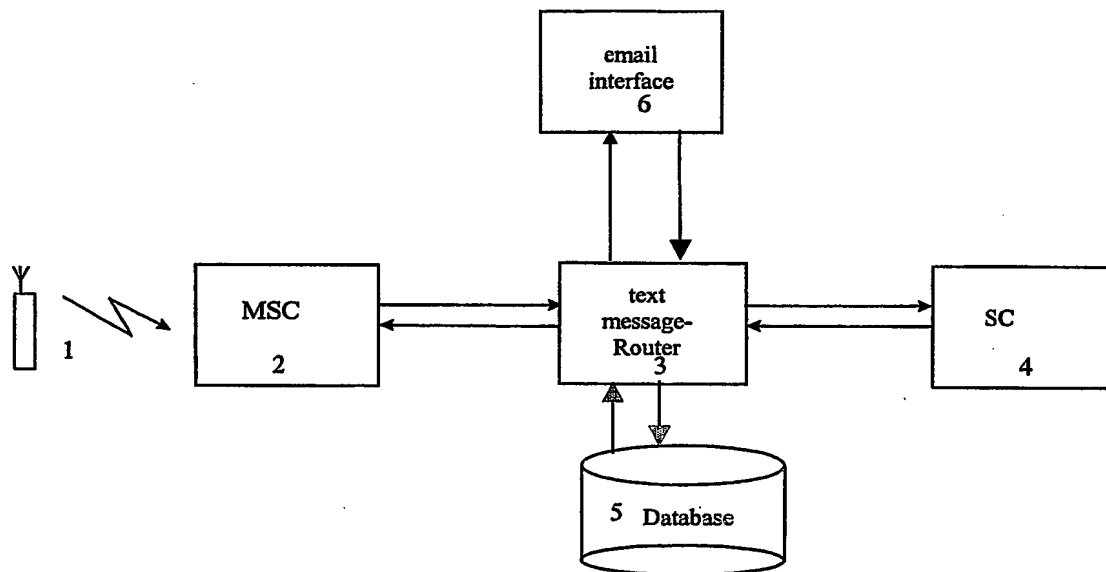 email
interface
6
1
MSC
2
text
message-
Router
3
SC
4
5 Database